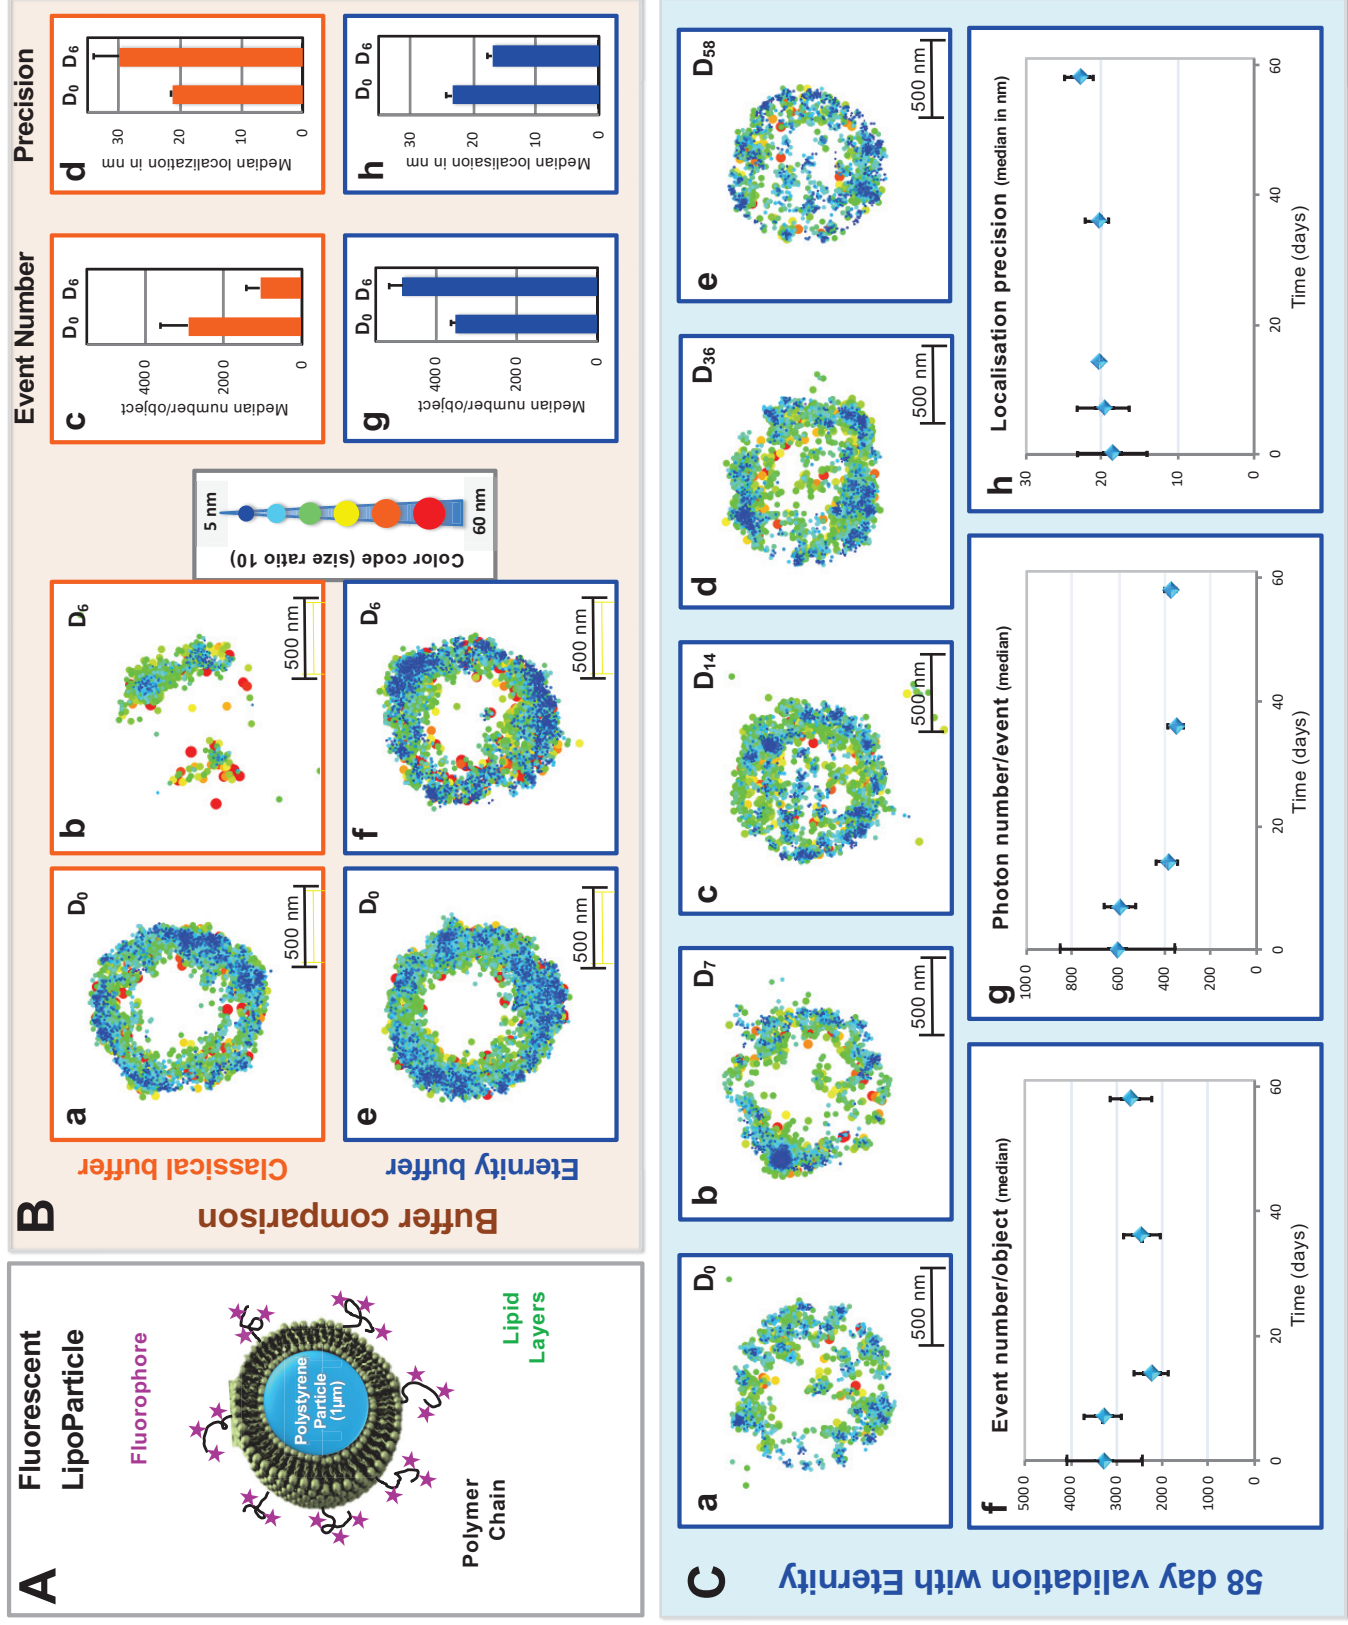 A
Fluorescent
LipoParticle
Fluorophore
Polystyrene
Particle
(1µm)
Polymer
Chain
Lipid
Layers
B
Buffer comparison
Classical buffer
Eternity buffer
a
D0
500 nm
b
D6
500 nm
e
D0
500 nm
f
D6
500 nm
5 nm
60 nm
Color code (size ratio 10)
Event Number
c
Median number/object
D0
D6
4000
2000
0
g
Median number/object
D0
D6
4000
2000
0
Precision
d
Median localization in nm
D0
D6
30
20
10
0
h
Median localision in nm
D0
D6
30
20
10
0
C
58 day validation with Eternity
a
D0
500 nm
b
D7
500 nm
c
D14
500 nm
d
D36
500 nm
e
D58
500 nm
f
Event number/object (median)
5000
4000
3000
2000
1000
0
0
20
40
60
Time (days)
g
Photon number/event (median)
1000
800
600
400
200
0
0
20
40
60
Time (days)
h
Localisation precision (median in nm)
30
20
10
0
0
20
40
60
Time (days)